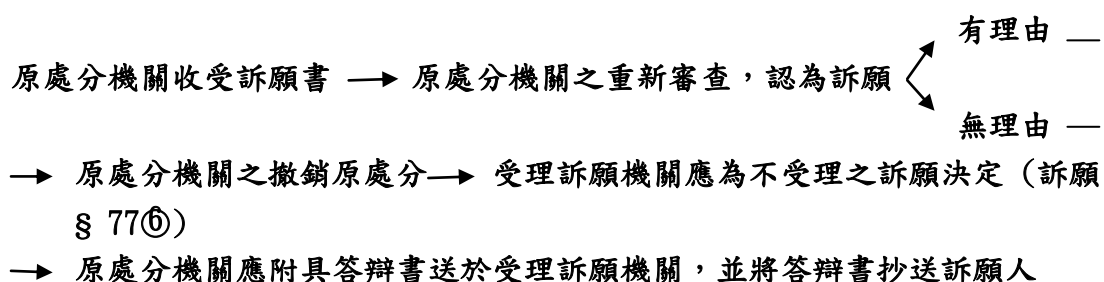 有理由
原處分機關收受訴願書 → 原處分機關之重新審查，認為訴願
無理由
→ 原處分機關之撤銷原處分→ 受理訴願機關應為不受理之訴願決定（訴願
§ 77⑥）
→ 原處分機關應附具答辯書送於受理訴願機關，並將答辯書抄送訴願人